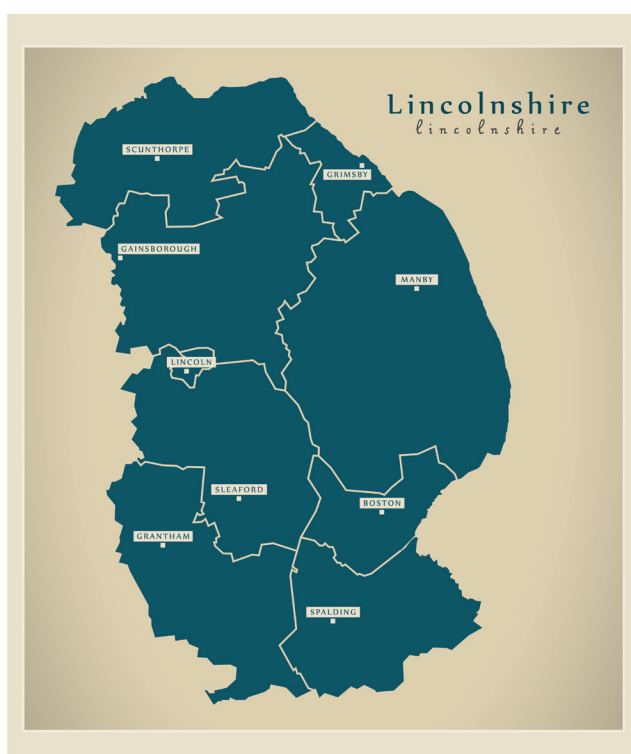 Lincolnshire
lincolnshire
SCUNTHORPE
GRIMSBY
GAINSBOROUGH
MANBY
LINCOLN
SLEAFORD
BOSTON
GRANTHAM
SPALDING